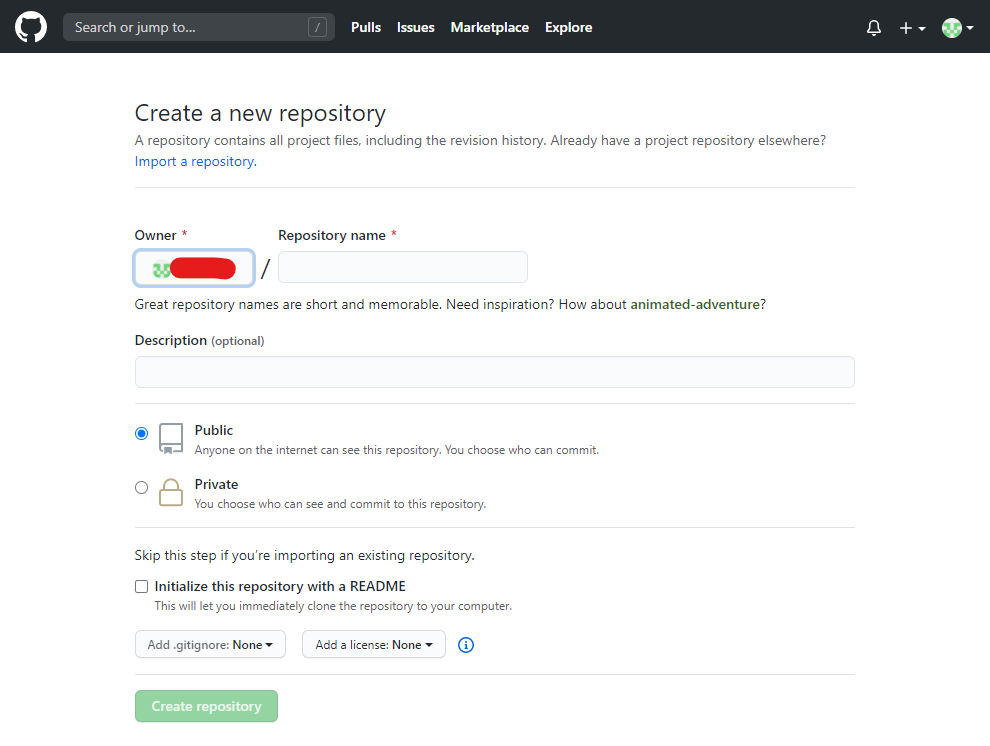 Search or jump to... / Pulls Issues Marketplace Explore
Create a new repository
A repository contains all project files, including the revision history. Already have a project repository elsewhere?
Import a repository.
Owner * Repository name *
/
Great repository names are short and memorable. Need inspiration? How about animated-adventure?
Description (optional)
Public
Anyone on the internet can see this repository. You choose who can commit.
Private
You choose who can see and commit to this repository.
Skip this step if you’re importing an existing repository.
Initialize this repository with a README
This will let you immediately clone the repository to your computer.
Add .gitignore: None Add a license: None
Create repository